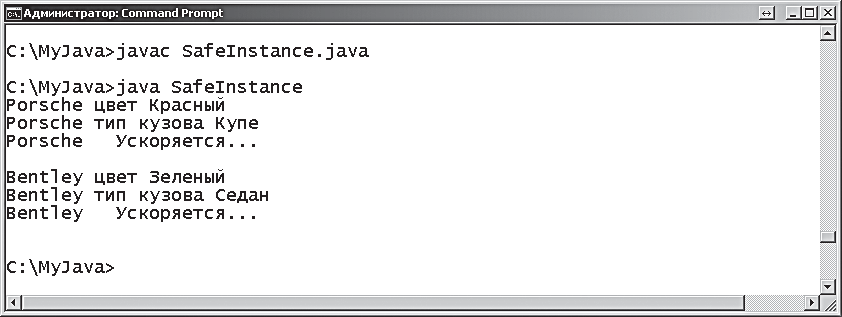 Администратор: Command Prompt
C:\MyJava>javac SafeInstance.java
C:\MyJava>java SafeInstance
Porsche цвет Красный
Porsche тип кузова Купе
Porsche   Ускоряется...
Bentley цвет Зеленый
Bentley тип кузова Седан
Bentley   Ускоряется...
C:\MyJava>